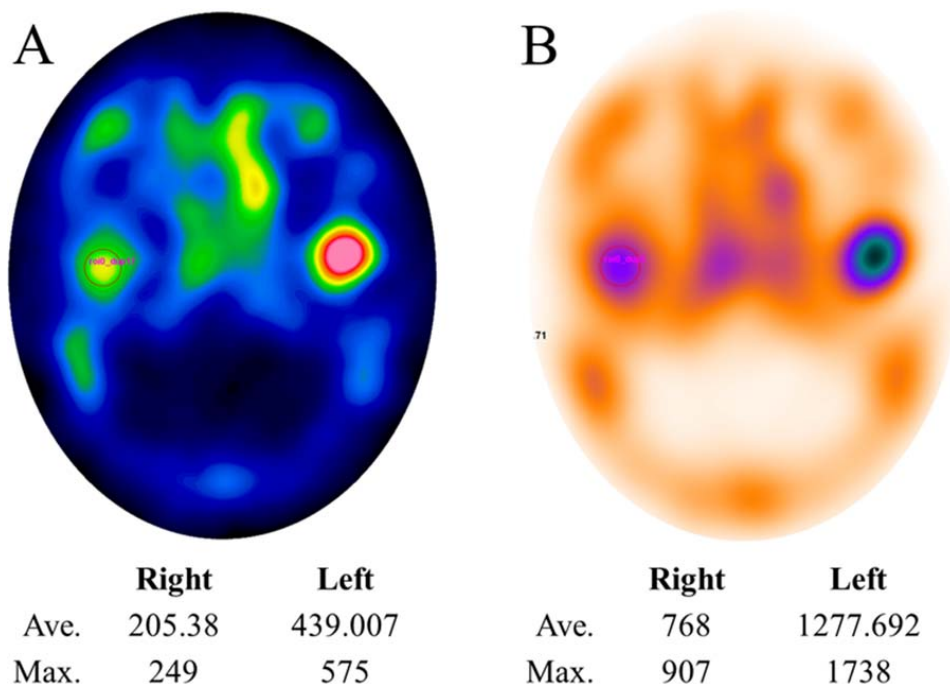 A
B
.71
Right Left
Ave. 205.38 439.007
Max. 249 575
Right Left
Ave. 768 1277.692
Max. 907 1738